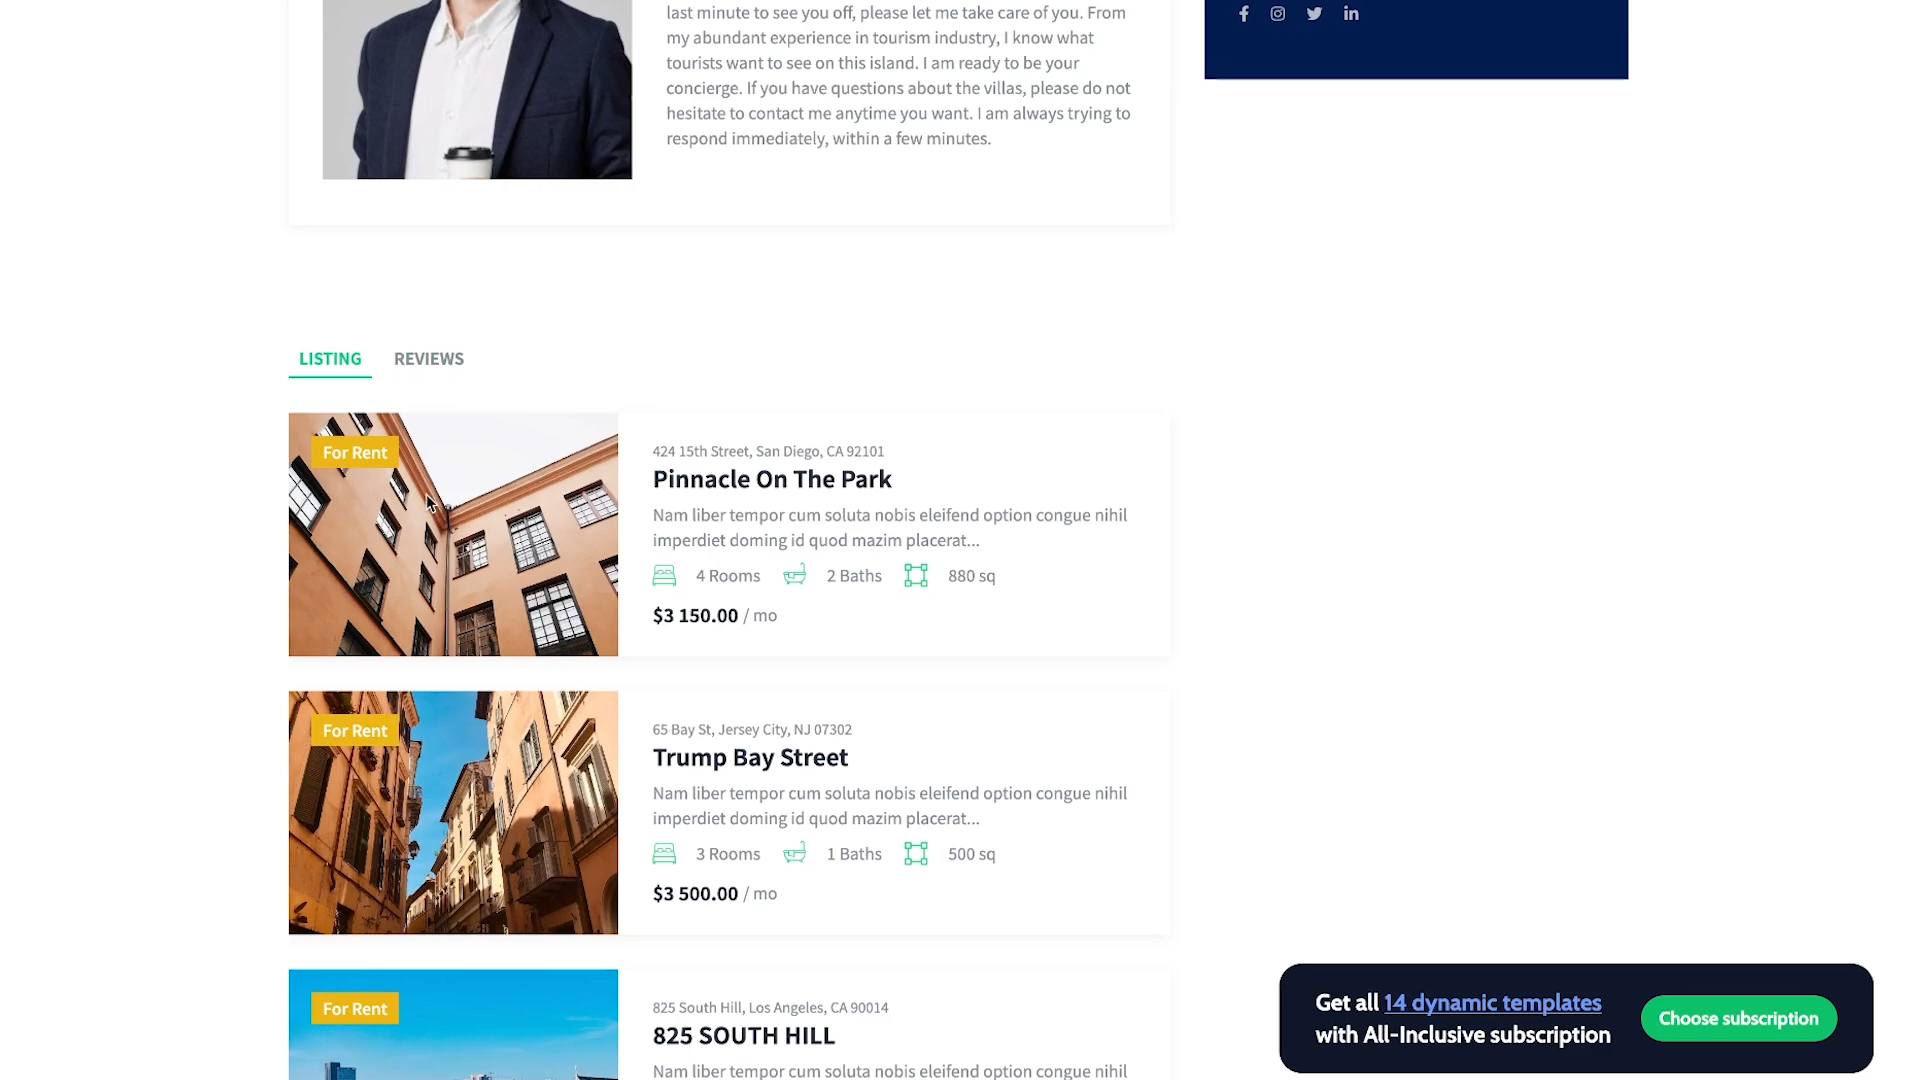 last minute to see you off, please let me take care of you. From
my abundant experience in tourism industry, I know what
tourists want to see on this island. I am ready to be your
concierge. If you have questions about the villas, please do not
hesitate to contact me anytime you want. I am always trying to
respond immediately, within a few minutes.
LISTING REVIEWS
For Rent
424 15th Street, San Diego, CA 92101
Pinnacle On The Park
Nam liber tempor cum soluta nobis eleifend option congue nihil
imperdiet doming id quod mazim placerat...
4 Rooms 2 Baths 880 sq
$3 150.00 / mo
For Rent
65 Bay St, Jersey City, NJ 07302
Trump Bay Street
Nam liber tempor cum soluta nobis eleifend option congue nihil
imperdiet doming id quod mazim placerat...
3 Rooms 1 Baths 500 sq
$3 500.00 / mo
For Rent
825 South Hill, Los Angeles, CA 90014
825 SOUTH HILL
Nam liber tempor cum soluta nobis eleifend option congue nihil
Get all 14 dynamic templates
with All-Inclusive subscription
Choose subscription